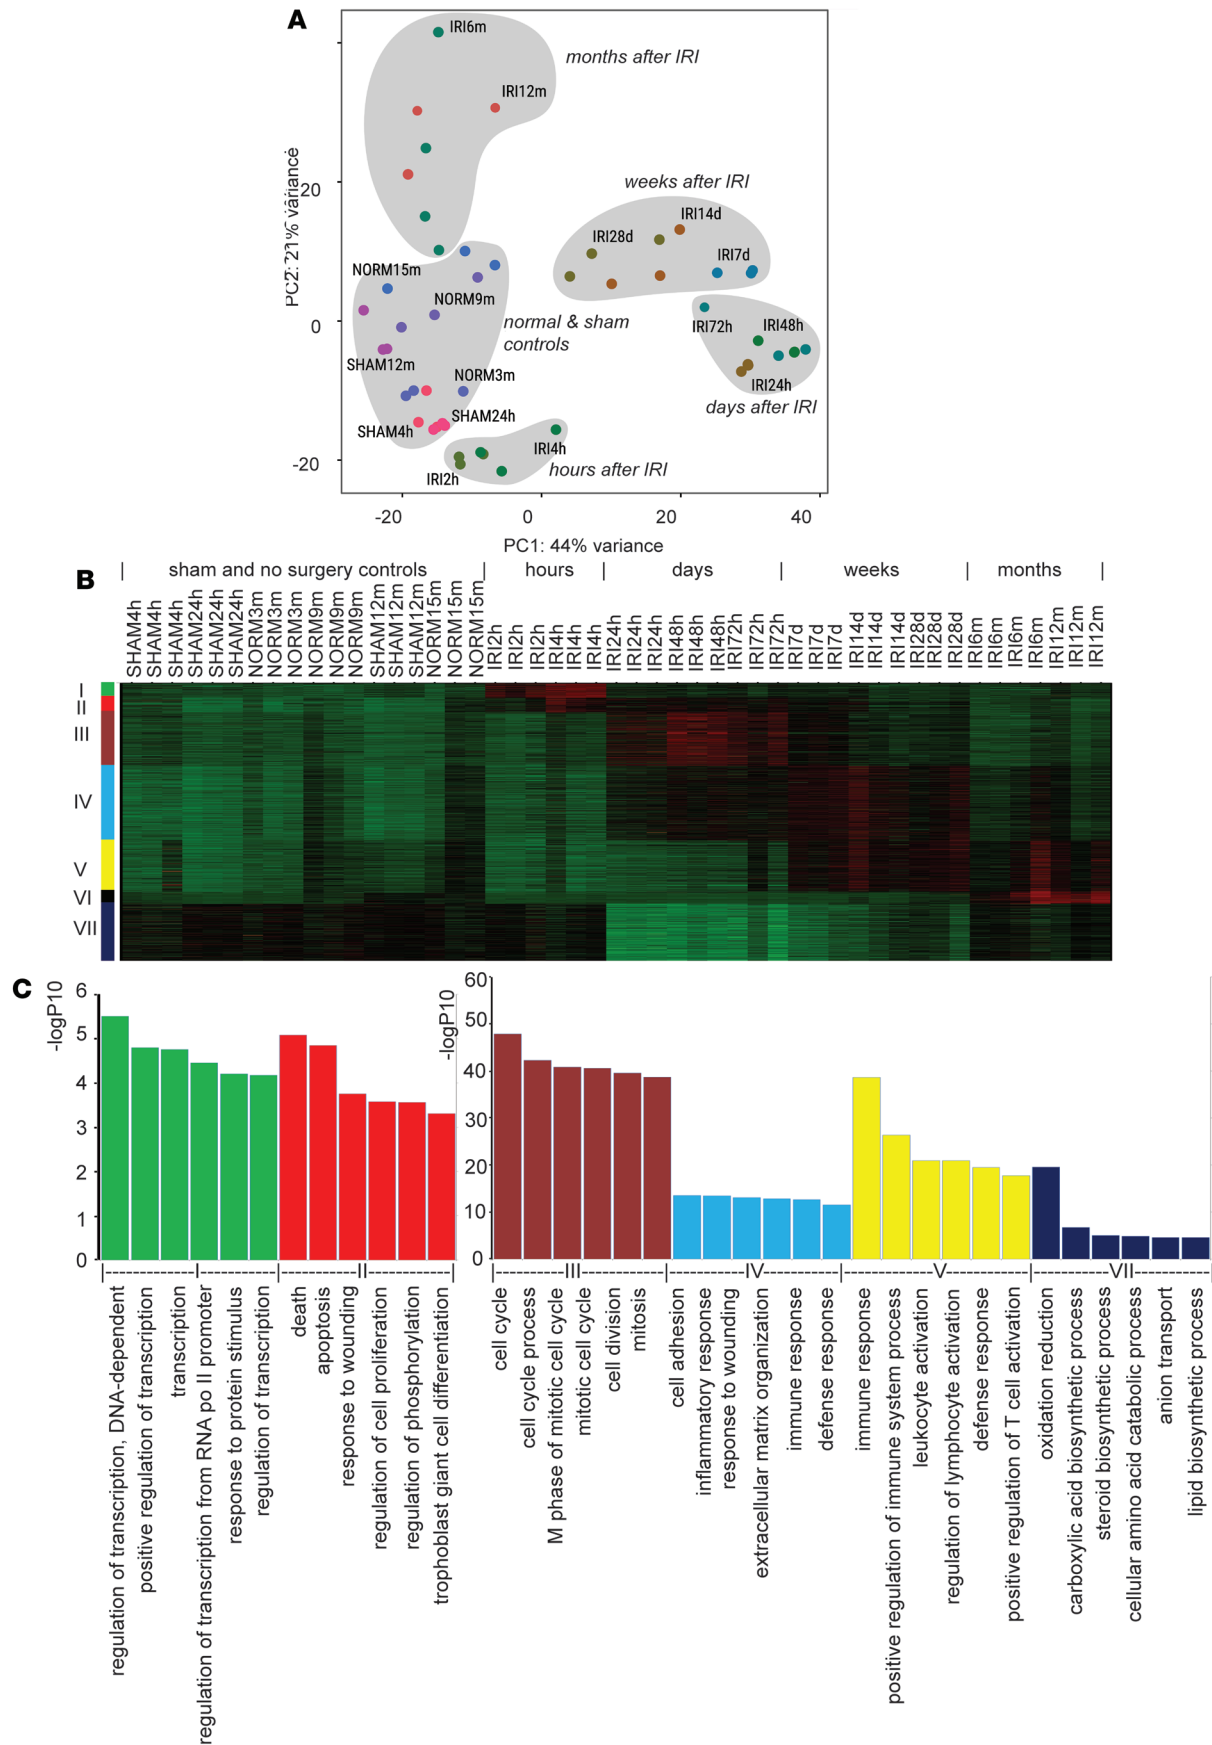 A
IRI6m
months after IRI
IRI12m
weeks after IRI
IRI14d
IRI28d
IRI7d
NORM15m
NORM9m
normal & sham
controls
IRI72h
IRI48h
SHAM12m
NORM3m
IRI24h
days after IRI
SHAM24h
SHAM4h
IRI4h
hours after IRI
IRI2h
PC2: 21% variance
20
0
-20
-20
0
20
40
PC1: 44% variance
B
sham and no surgery controls
hours
days
weeks
months
SHAM4h
SHAM4h
SHAM4h
SHAM24h
SHAM24h
SHAM24h
NORM3m
NORM3m
NORM3m
NORM9m
NORM9m
NORM9m
SHAM12m
SHAM12m
SHAM12m
NORM15m
NORM15m
NORM15m
IRI2h
IRI2h
IRI2h
IRI4h
IRI4h
IRI4h
IRI24h
IRI24h
IRI24h
IRI48h
IRI48h
IRI48h
IRI72h
IRI72h
IRI72h
IRI7d
IRI7d
IRI7d
IRI14d
IRI14d
IRI14d
IRI28d
IRI28d
IRI28d
IRI6m
IRI6m
IRI6m
IRI6m
IRI12m
IRI12m
IRI12m
I
II
III
IV
V
VI
VII
C
-logP10
6
5
4
3
2
1
0
I
II
regulation of transcription, DNA-dependent
positive regulation of transcription
transcription
regulation of transcription from RNA po II promoter
response to protein stimulus
regulation of transcription
death
apoptosis
response to wounding
regulation of cell proliferation
regulation of phosphorylation
trophoblast giant cell differentiation
-logP10
60
50
40
30
20
10
0
III
IV
V
VII
cell cycle
cell cycle process
M phase of mitotic cell cycle
mitotic cell cycle
cell division
mitosis
cell adhesion
inflammatory response
response to wounding
extracellular matrix organization
immune response
defense response
immune response
positive regulation of immune system process
leukocyte activation
regulation of lymphocyte activation
defense response
positive regulation of T cell activation
oxidation reduction
carboxylic acid biosynthetic process
steroid biosynthetic process
cellular amino acid catabolic process
anion transport
lipid biosynthetic process